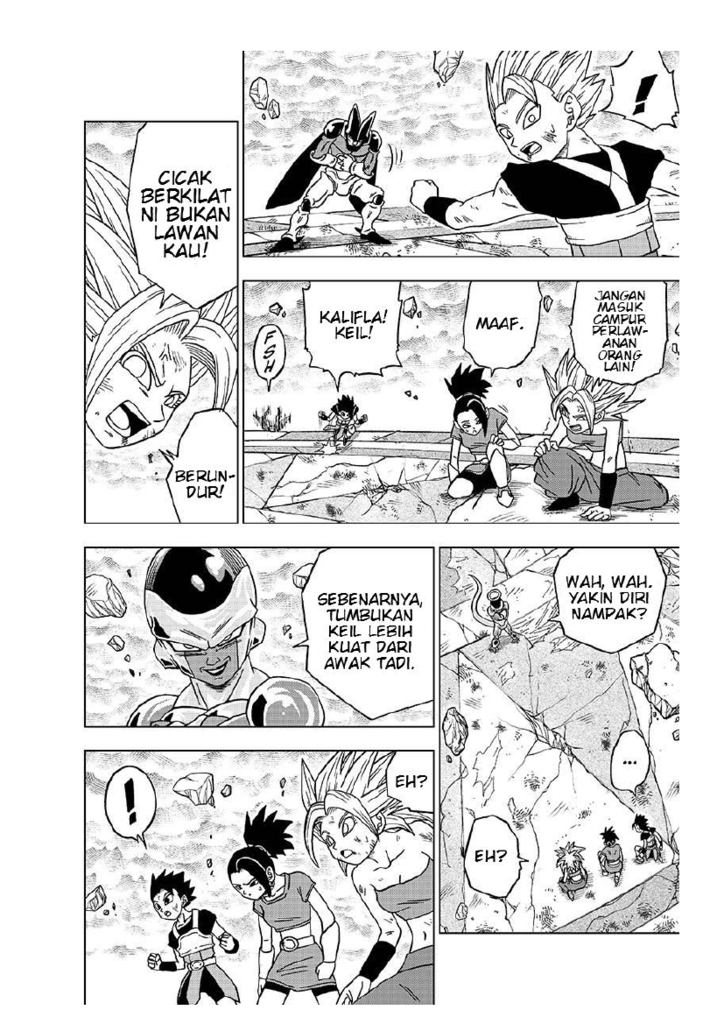 !
CICAK
BERKILAT
NI BUKAN
LAWAN
KAU!
BERUN-
DUR!
JANGAN
MASUK
CAMPUR
PERLAW-
ANAN
ORANG
LAIN!
MAAF.
KALIFLA!
KEIL!
FSH
WAH, WAH.
YAKIN DIRI
NAMPAK?
...
EH?
SEBENARNYA,
TUMBUKAN
KEIL LEBIH
KUAT DARI
AWAK TADI.
EH?
!